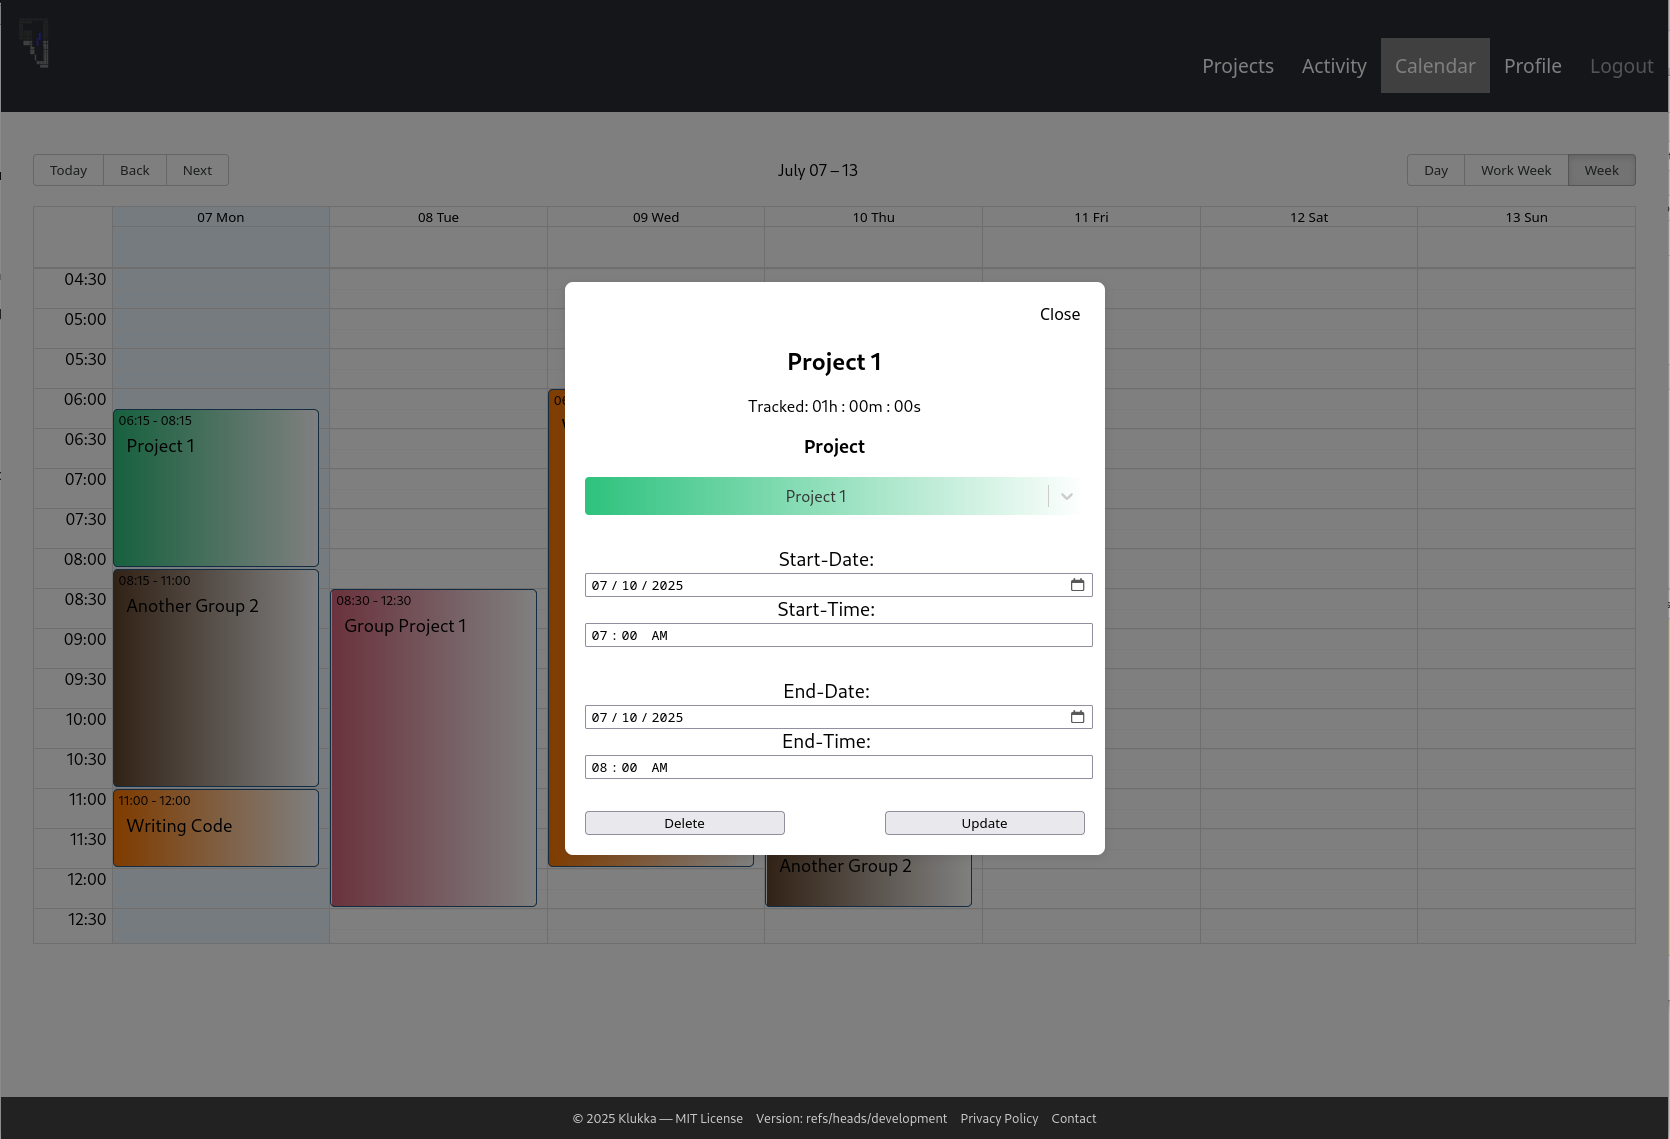 Projects Activity Calendar Profile Logout
Today Back Next July 07 – 13 Day Work Week Week
07 Mon 08 Tue 09 Wed 10 Thu 11 Fri 12 Sat 13 Sun
04:30
05:00
05:30
06:00
06:30
07:00
07:30
08:00
08:30
09:00
09:30
10:00
10:30
11:00
11:30
12:00
12:30
06:15 - 08:15
Project 1
08:15 - 11:00
Another Group 2
11:00 - 12:00
Writing Code
08:30 - 12:30
Group Project 1
Another Group 2
Close
Project 1
Tracked: 01h : 00m : 00s
Project
Project 1
Start-Date:
07 / 10 / 2025
Start-Time:
07 : 00 AM
End-Date:
07 / 10 / 2025
End-Time:
08 : 00 AM
Delete Update
© 2025 Klukka — MIT License Version: refs/heads/development Privacy Policy Contact